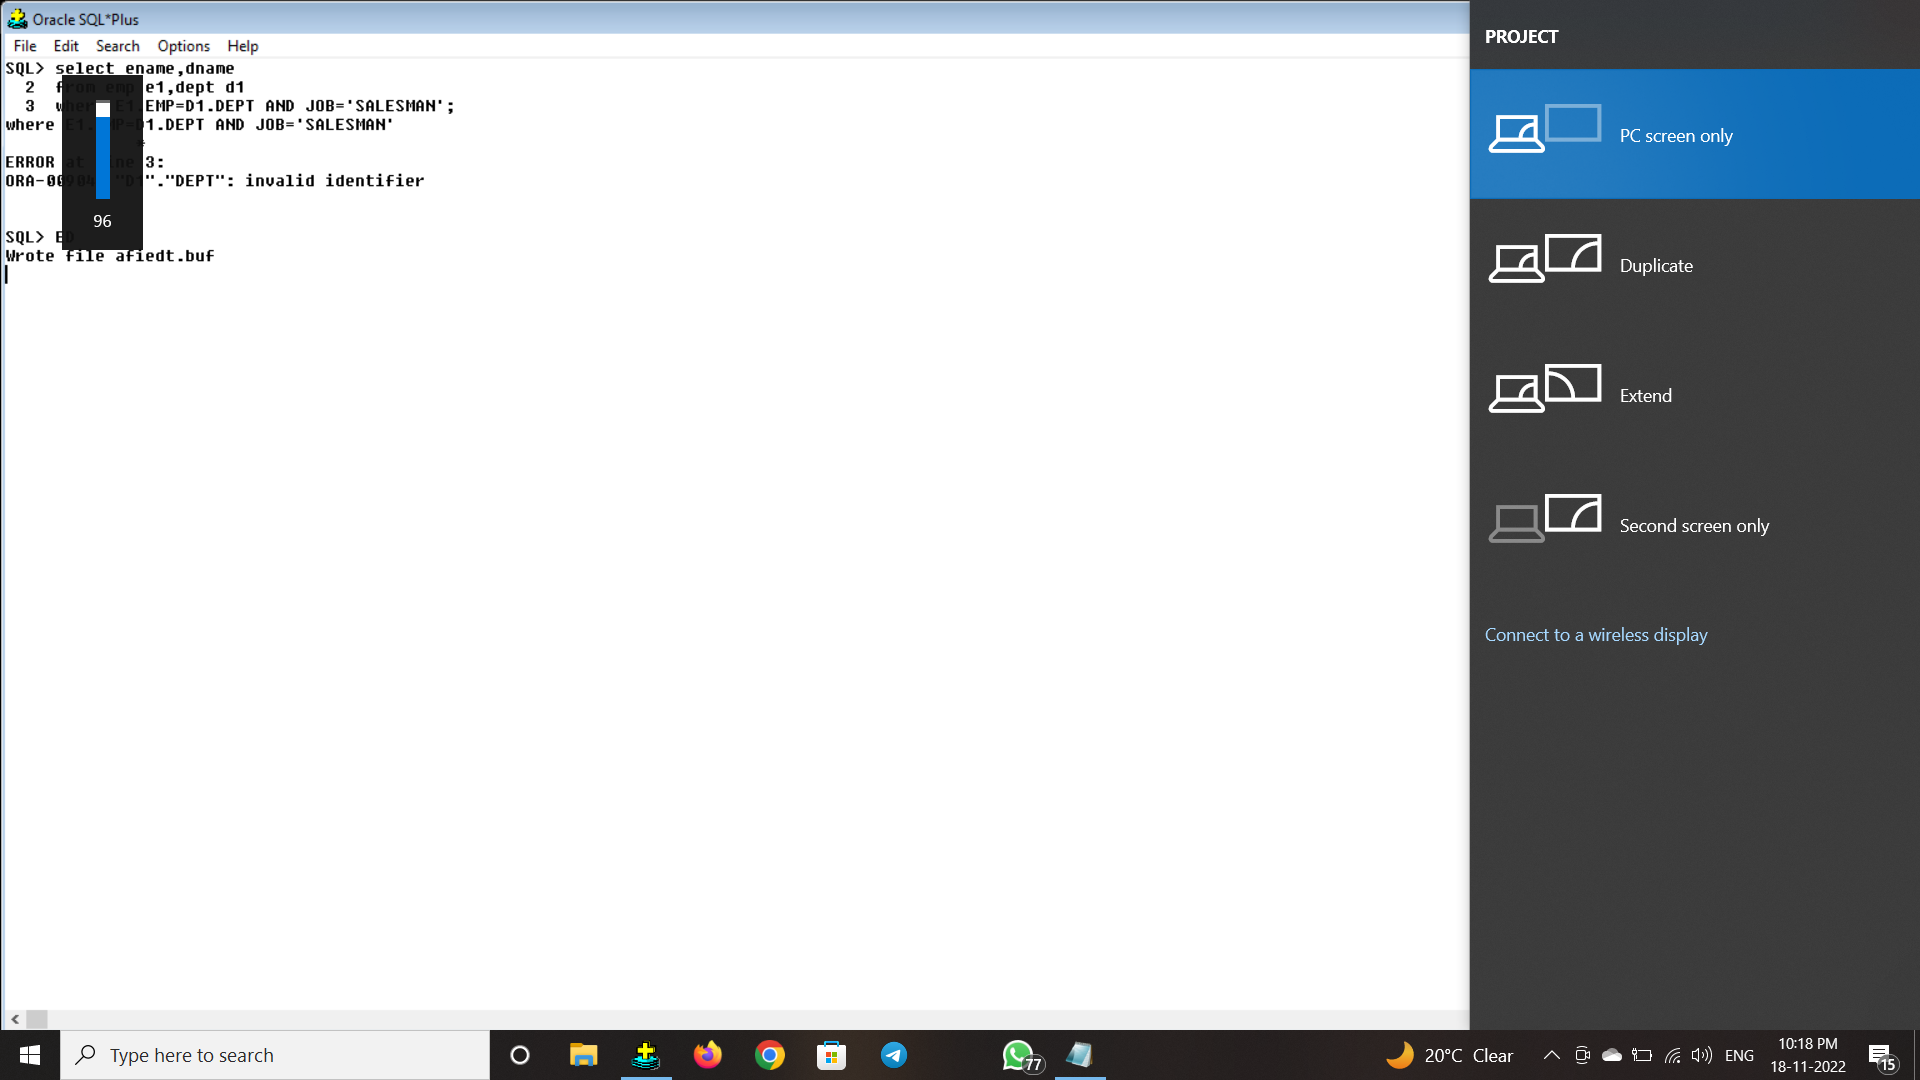 Oracle SQL*Plus
File Edit Search Options Help
SQL> select ename,dname
2 from emp e1,dept d1
3 where E1.EMP=D1.DEPT AND JOB='SALESMAN';
where E1.EMP=D1.DEPT AND JOB='SALESMAN'
*
ERROR at line 3:
ORA-00904: "D1"."DEPT": invalid identifier
96
SQL> ED
Wrote file afiedt.buf
PROJECT
PC screen only
Duplicate
Extend
Second screen only
Connect to a wireless display
Type here to search
77
20°C Clear
ENG
10:18 PM
18-11-2022
15